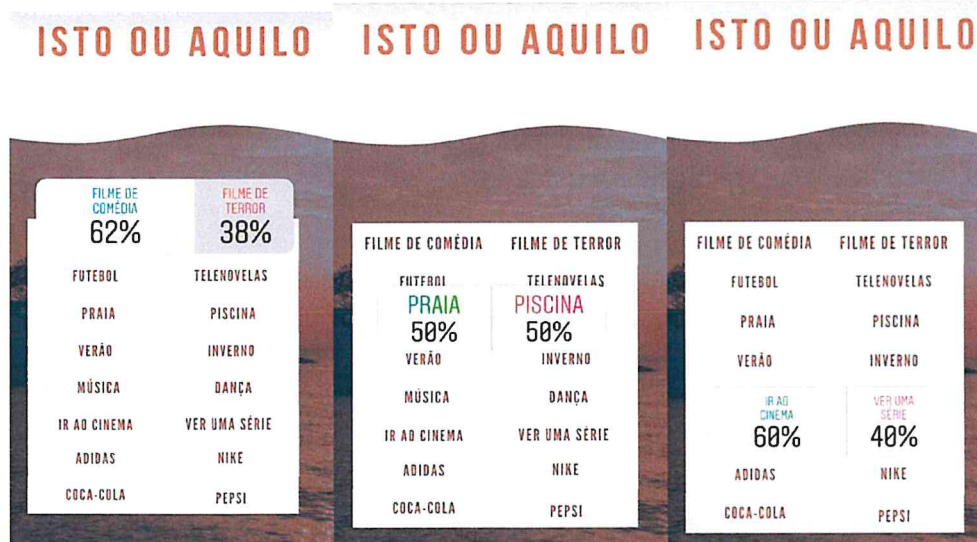 ISTO OU AQUILO
FILME DE COMÉDIA FILME DE TERROR
62% 38%
FUTEBOL TELENOVELAS
PRAIA PISCINA
VERÃO INVERNO
MÚSICA DANÇA
IR AO CINEMA VER UMA SÉRIE
ADIDAS NIKE
COCA-COLA PEPSI
ISTO OU AQUILO
FILME DE COMÉDIA FILME DE TERROR
FUTEBOL TELENOVELAS
PRAIA PISCINA
50% 50%
VERÃO INVERNO
MÚSICA DANÇA
IR AO CINEMA VER UMA SÉRIE
ADIDAS NIKE
COCA-COLA PEPSI
ISTO OU AQUILO
FILME DE COMÉDIA FILME DE TERROR
FUTEBOL TELENOVELAS
PRAIA PISCINA
VERÃO INVERNO
IR AO CINEMA VER UMA SÉRIE
60% 40%
ADIDAS NIKE
COCA-COLA PEPSI